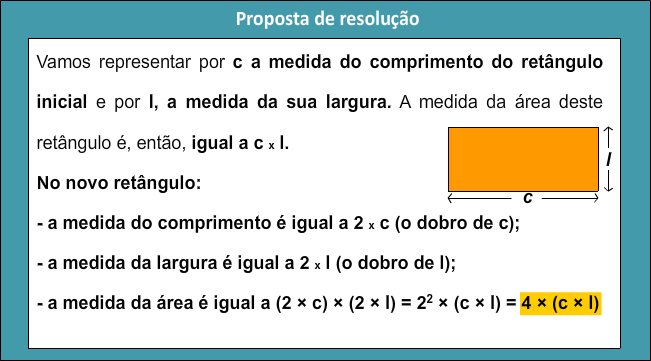 Proposta de resolução
Vamos representar por c a medida do comprimento do retângulo
inicial e por l, a medida da sua largura. A medida da área deste
retângulo é, então, igual a c x l.
l
c
No novo retângulo:
- a medida do comprimento é igual a 2 x c (o dobro de c);
- a medida da largura é igual a 2 x l (o dobro de l);
- a medida da área é igual a (2 × c) × (2 × l) = 2² × (c × l) = 4 × (c × l)